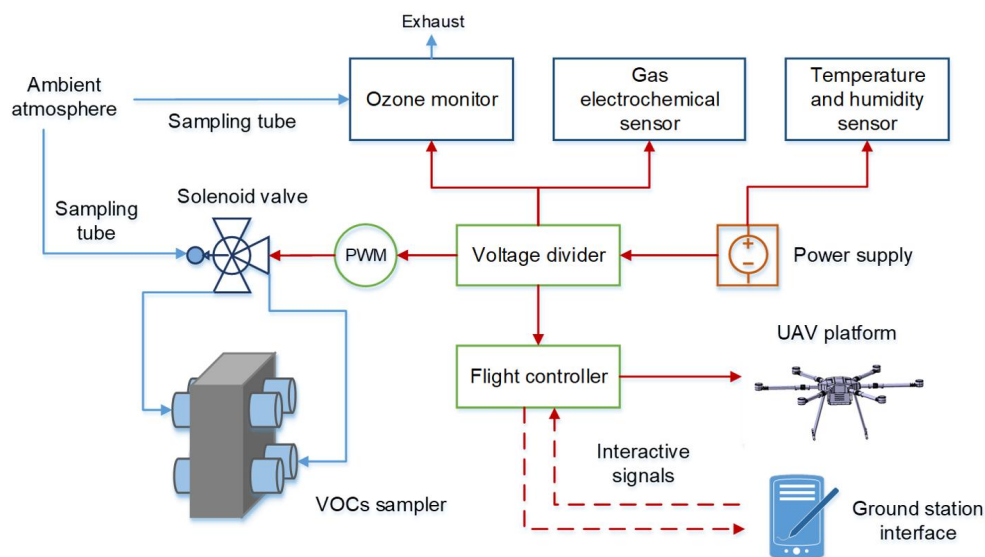 Exhaust
Ambient
atmosphere
Sampling tube
Ozone monitor
Gas
electrochemical
sensor
Temperature
and humidity
sensor
Sampling
tube
Solenoid valve
PWM
Voltage divider
Power supply
UAV platform
Flight controller
Interactive
signals
VOCs sampler
Ground station
interface